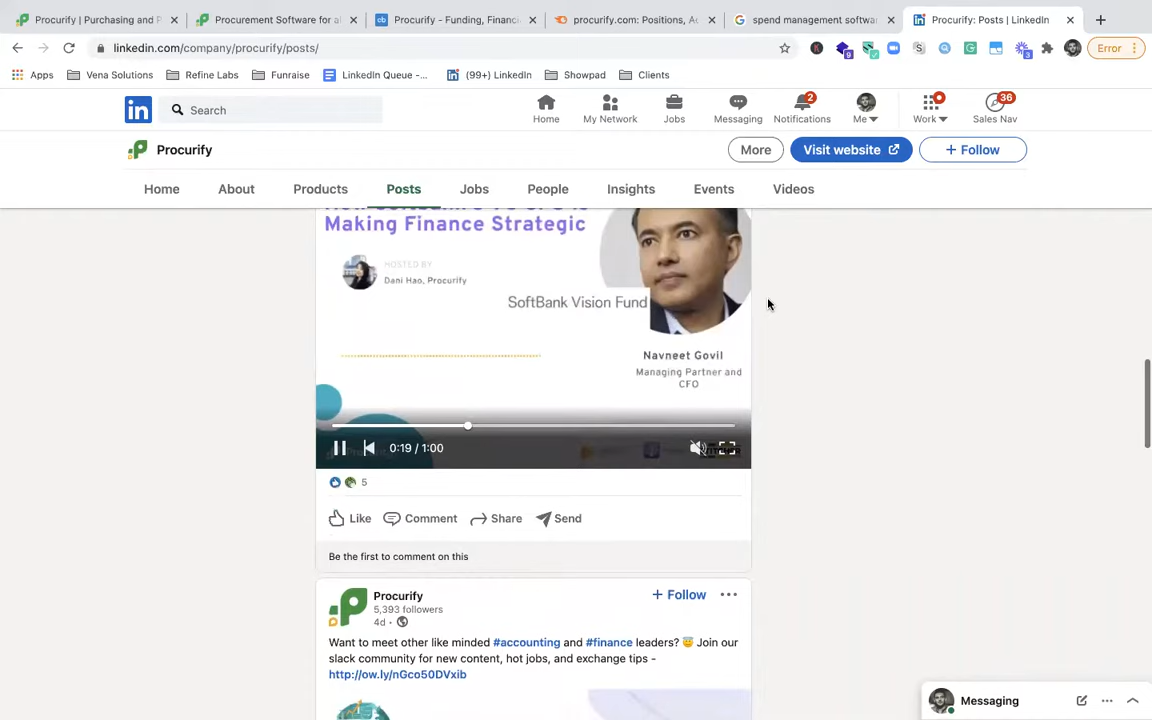 Procurify | Purchasing and P
Procurement Software for al
Procurify - Funding, Financi
procurify.com: Positions, Ac
spend management softwar
Procurify: Posts | LinkedIn
linkedin.com/company/procurify/posts/
9
3
Error
Apps
Vena Solutions
Refine Labs
Funraise
LinkedIn Queue -...
(99+) LinkedIn
Showpad
Clients
in
Search
Home
My Network
Jobs
Messaging
2
Notifications
Me
Work
36
Sales Nav
Procurify
More
Visit website
+ Follow
Home
About
Products
Posts
Jobs
People
Insights
Events
Videos
Making Finance Strategic
HOSTED BY
Dani Hao, Procurify
SoftBank Vision Fund
Navneet Govil
Managing Partner and
CFO
0:19 / 1:00
5
Like
Comment
Share
Send
Be the first to comment on this
Procurify
5,393 followers
4d •
+ Follow
Want to meet other like minded #accounting and #finance leaders? 😇 Join our
slack community for new content, hot jobs, and exchange tips -
http://ow.ly/nGco50DVxib
Messaging